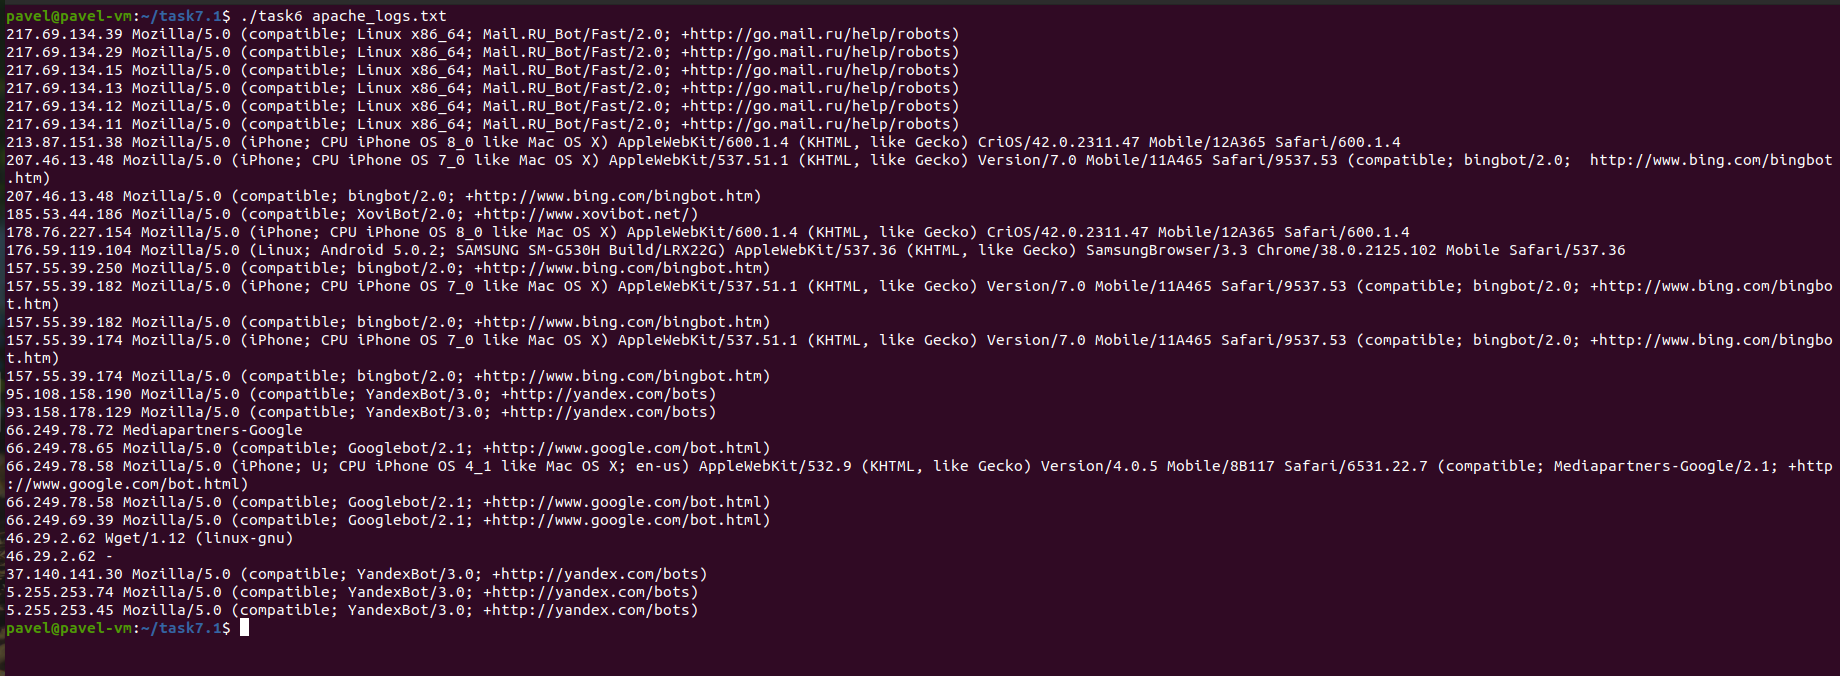 pavel@pavel-vm:~/task7.1$ ./task6 apache_logs.txt
217.69.134.39 Mozilla/5.0 (compatible; Linux x86_64; Mail.RU_Bot/Fast/2.0; +http://go.mail.ru/help/robots)
217.69.134.29 Mozilla/5.0 (compatible; Linux x86_64; Mail.RU_Bot/Fast/2.0; +http://go.mail.ru/help/robots)
217.69.134.15 Mozilla/5.0 (compatible; Linux x86_64; Mail.RU_Bot/Fast/2.0; +http://go.mail.ru/help/robots)
217.69.134.13 Mozilla/5.0 (compatible; Linux x86_64; Mail.RU_Bot/Fast/2.0; +http://go.mail.ru/help/robots)
217.69.134.12 Mozilla/5.0 (compatible; Linux x86_64; Mail.RU_Bot/Fast/2.0; +http://go.mail.ru/help/robots)
217.69.134.11 Mozilla/5.0 (compatible; Linux x86_64; Mail.RU_Bot/Fast/2.0; +http://go.mail.ru/help/robots)
213.87.151.38 Mozilla/5.0 (iPhone; CPU iPhone OS 8_0 like Mac OS X) AppleWebKit/600.1.4 (KHTML, like Gecko) CriOS/42.0.2311.47 Mobile/12A365 Safari/600.1.4
207.46.13.48 Mozilla/5.0 (iPhone; CPU iPhone OS 7_0 like Mac OS X) AppleWebKit/537.51.1 (KHTML, like Gecko) Version/7.0 Mobile/11A465 Safari/9537.53 (compatible; bingbot/2.0;  http://www.bing.com/bingbot
.htm)
207.46.13.48 Mozilla/5.0 (compatible; bingbot/2.0; +http://www.bing.com/bingbot.htm)
185.53.44.186 Mozilla/5.0 (compatible; XoviBot/2.0; +http://www.xovibot.net/)
178.76.227.154 Mozilla/5.0 (iPhone; CPU iPhone OS 8_0 like Mac OS X) AppleWebKit/600.1.4 (KHTML, like Gecko) CriOS/42.0.2311.47 Mobile/12A365 Safari/600.1.4
176.59.119.104 Mozilla/5.0 (Linux; Android 5.0.2; SAMSUNG SM-G530H Build/LRX22G) AppleWebKit/537.36 (KHTML, like Gecko) SamsungBrowser/3.3 Chrome/38.0.2125.102 Mobile Safari/537.36
157.55.39.250 Mozilla/5.0 (compatible; bingbot/2.0; +http://www.bing.com/bingbot.htm)
157.55.39.182 Mozilla/5.0 (iPhone; CPU iPhone OS 7_0 like Mac OS X) AppleWebKit/537.51.1 (KHTML, like Gecko) Version/7.0 Mobile/11A465 Safari/9537.53 (compatible; bingbot/2.0; +http://www.bing.com/bingbo
t.htm)
157.55.39.182 Mozilla/5.0 (compatible; bingbot/2.0; +http://www.bing.com/bingbot.htm)
157.55.39.174 Mozilla/5.0 (iPhone; CPU iPhone OS 7_0 like Mac OS X) AppleWebKit/537.51.1 (KHTML, like Gecko) Version/7.0 Mobile/11A465 Safari/9537.53 (compatible; bingbot/2.0; +http://www.bing.com/bingbo
t.htm)
157.55.39.174 Mozilla/5.0 (compatible; bingbot/2.0; +http://www.bing.com/bingbot.htm)
95.108.158.190 Mozilla/5.0 (compatible; YandexBot/3.0; +http://yandex.com/bots)
93.158.178.129 Mozilla/5.0 (compatible; YandexBot/3.0; +http://yandex.com/bots)
66.249.78.72 Mediapartners-Google
66.249.78.65 Mozilla/5.0 (compatible; Googlebot/2.1; +http://www.google.com/bot.html)
66.249.78.58 Mozilla/5.0 (iPhone; U; CPU iPhone OS 4_1 like Mac OS X; en-us) AppleWebKit/532.9 (KHTML, like Gecko) Version/4.0.5 Mobile/8B117 Safari/6531.22.7 (compatible; Mediapartners-Google/2.1; +http
://www.google.com/bot.html)
66.249.78.58 Mozilla/5.0 (compatible; Googlebot/2.1; +http://www.google.com/bot.html)
66.249.69.39 Mozilla/5.0 (compatible; Googlebot/2.1; +http://www.google.com/bot.html)
46.29.2.62 Wget/1.12 (linux-gnu)
46.29.2.62 -
37.140.141.30 Mozilla/5.0 (compatible; YandexBot/3.0; +http://yandex.com/bots)
5.255.253.74 Mozilla/5.0 (compatible; YandexBot/3.0; +http://yandex.com/bots)
5.255.253.45 Mozilla/5.0 (compatible; YandexBot/3.0; +http://yandex.com/bots)
pavel@pavel-vm:~/task7.1$